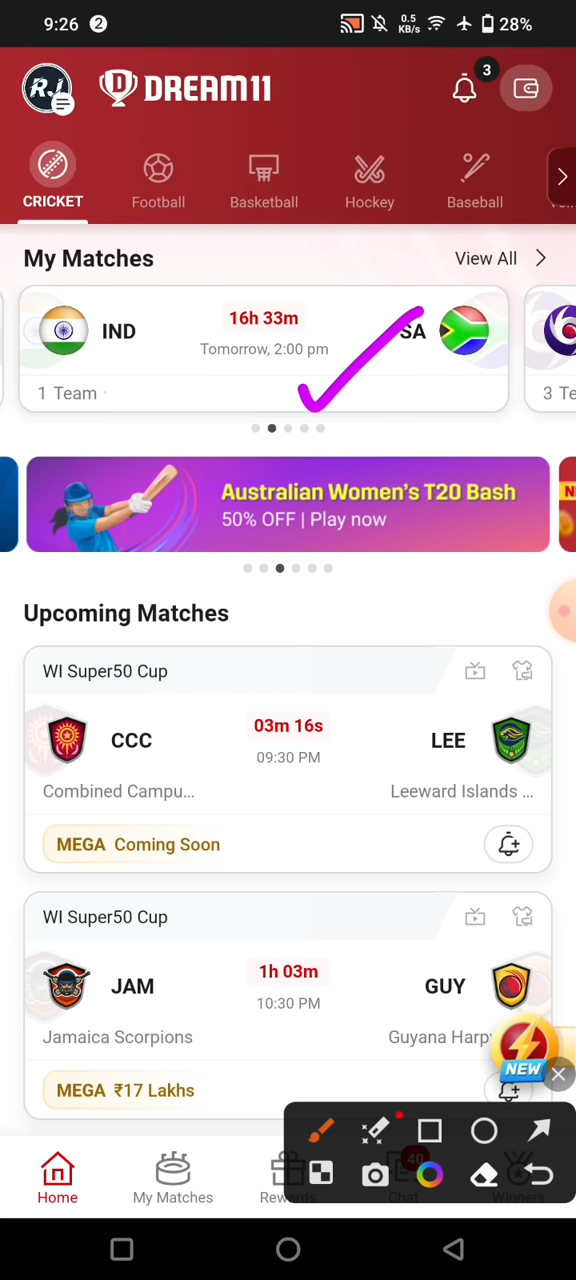 9:26 2 0.5 KB/s 28%
RJ DREAM11 3
CRICKET Football Basketball Hockey Baseball
My Matches View All
IND 16h 33m SA
Tomorrow, 2:00 pm
1 Team 3 Te
Australian Women's T20 Bash
50% OFF | Play now
Upcoming Matches
WI Super50 Cup
CCC 03m 16s LEE
09:30 PM
Combined Campu... Leeward Islands ...
MEGA Coming Soon
WI Super50 Cup
JAM 1h 03m GUY
10:30 PM
Jamaica Scorpions Guyana Harp
NEW
MEGA ₹17 Lakhs
40
Home My Matches Rewards Chat Winners